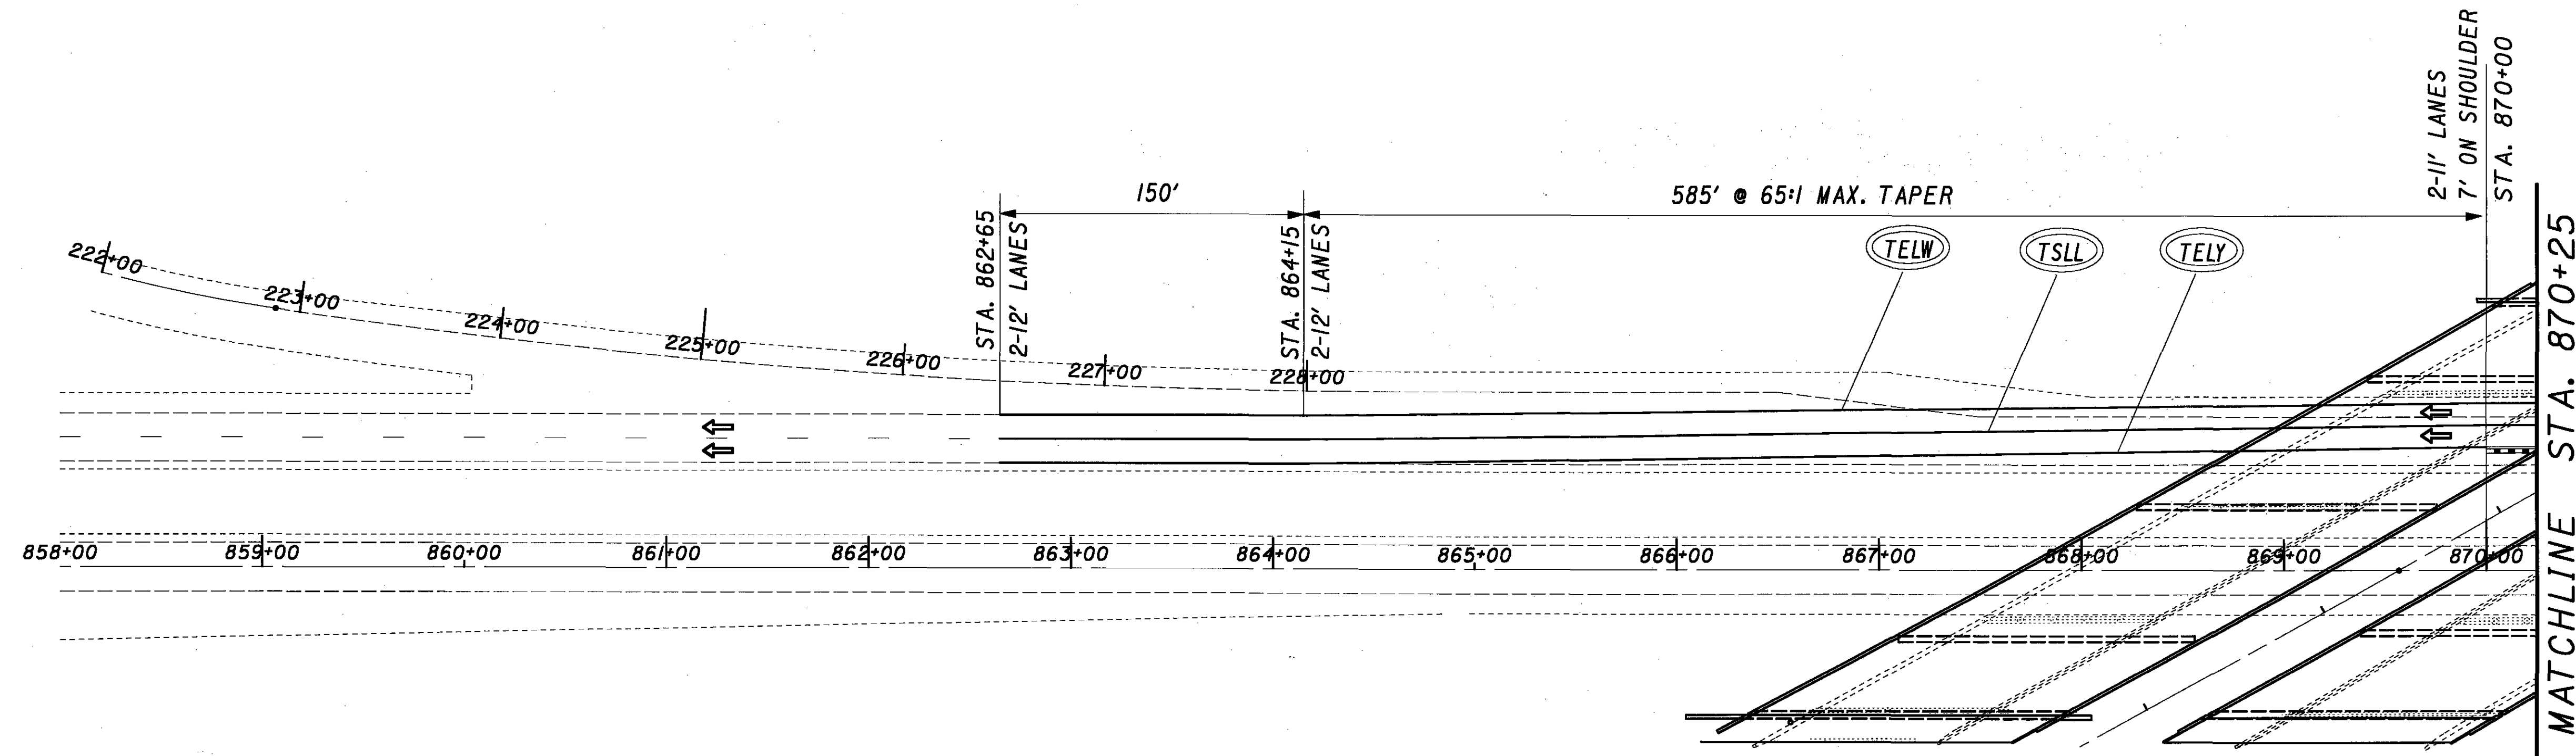 2-11' LANES
7' ON SHOULDER
STA. 870+00
150'
585' @ 65:1 MAX. TAPER
STA. 862+65
2-12' LANES
STA. 864+15
2-12' LANES
TELW
TSLL
TELY
222+00
223+00
224+00
225+00
226+00
227+00
228+00
858+00
859+00
860+00
861+00
862+00
863+00
864+00
865+00
866+00
867+00
868+00
869+00
870+00
MATCHLINE STA. 870+25